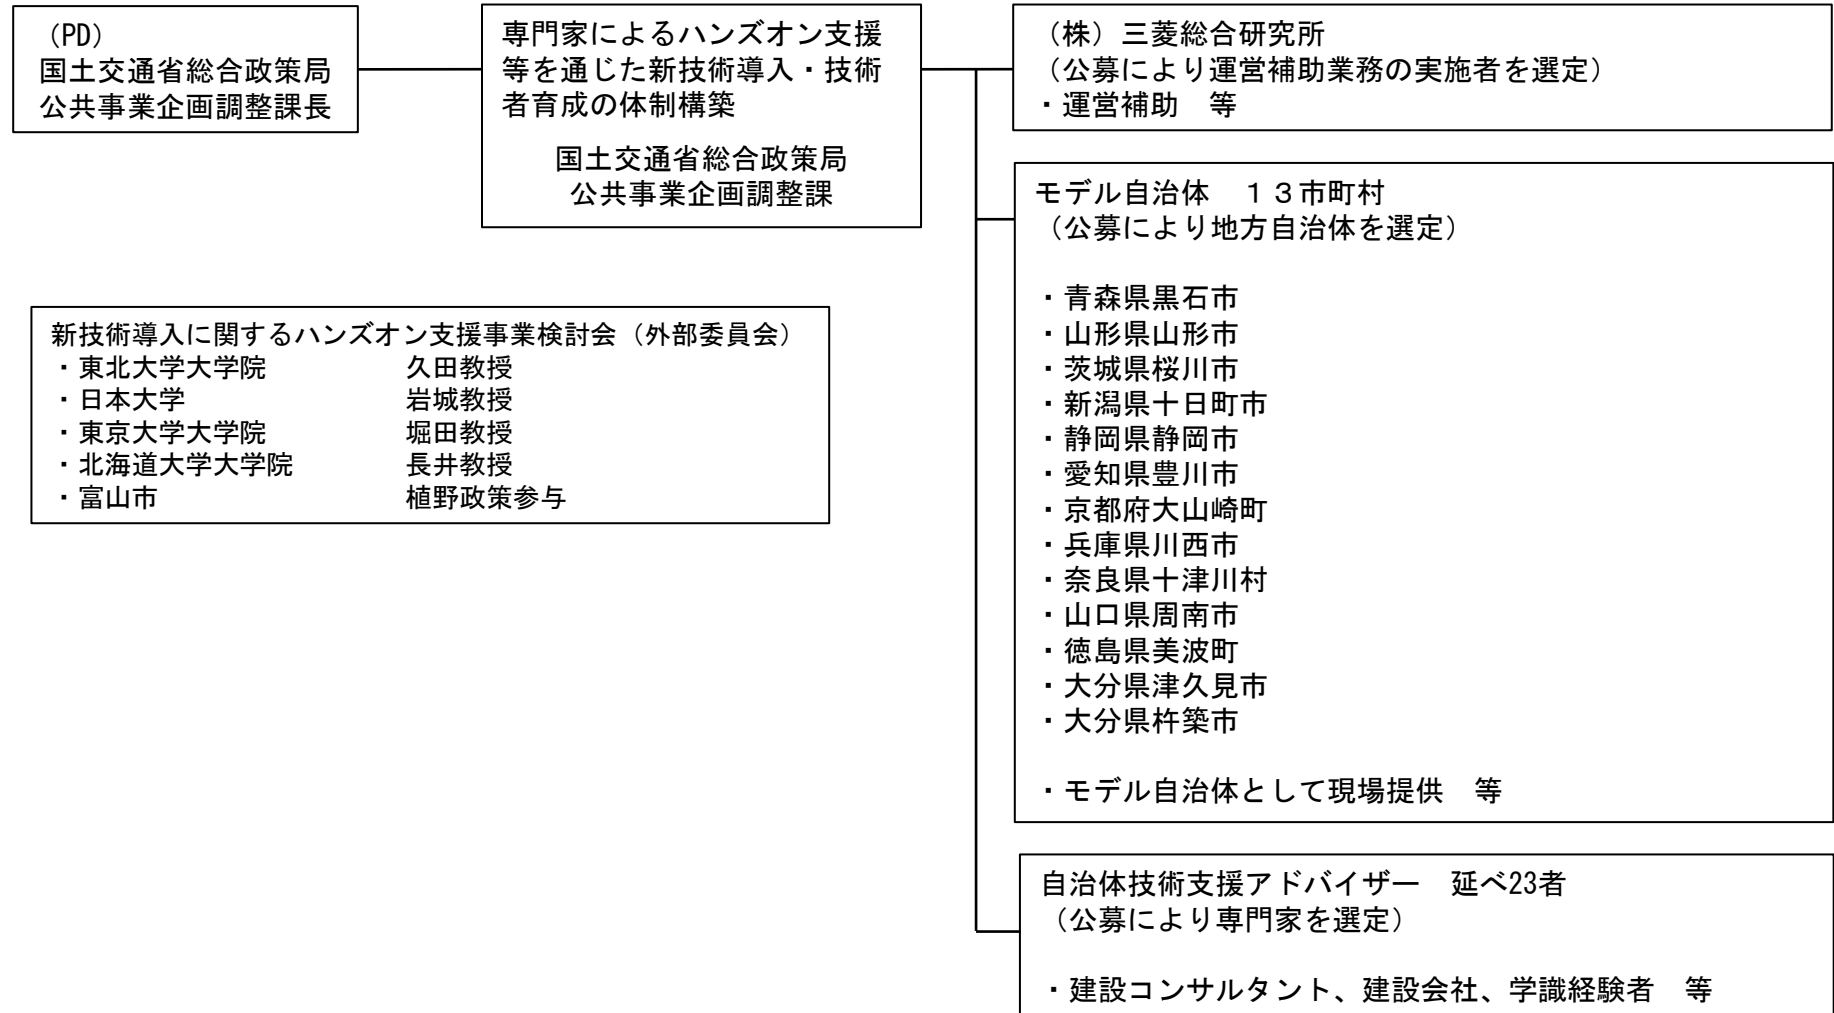 （PD）
国土交通省総合政策局
公共事業企画調整課長
専門家によるハンズオン支援
等を通じた新技術導入・技術
者育成の体制構築
国土交通省総合政策局
公共事業企画調整課
（株）三菱総合研究所
（公募により運営補助業務の実施者を選定）
・運営補助　等
モデル自治体　１３市町村
（公募により地方自治体を選定）
・青森県黒石市
・山形県山形市
・茨城県桜川市
・新潟県十日町市
・静岡県静岡市
・愛知県豊川市
・京都府大山崎町
・兵庫県川西市
・奈良県十津川村
・山口県周南市
・徳島県美波町
・大分県津久見市
・大分県杵築市
・モデル自治体として現場提供　等
新技術導入に関するハンズオン支援事業検討会（外部委員会）
・東北大学大学院　久田教授
・日本大学　岩城教授
・東京大学大学院　堀田教授
・北海道大学大学院　長井教授
・富山市　植野政策参与
自治体技術支援アドバイザー　延べ23者
（公募により専門家を選定）
・建設コンサルタント、建設会社、学識経験者　等